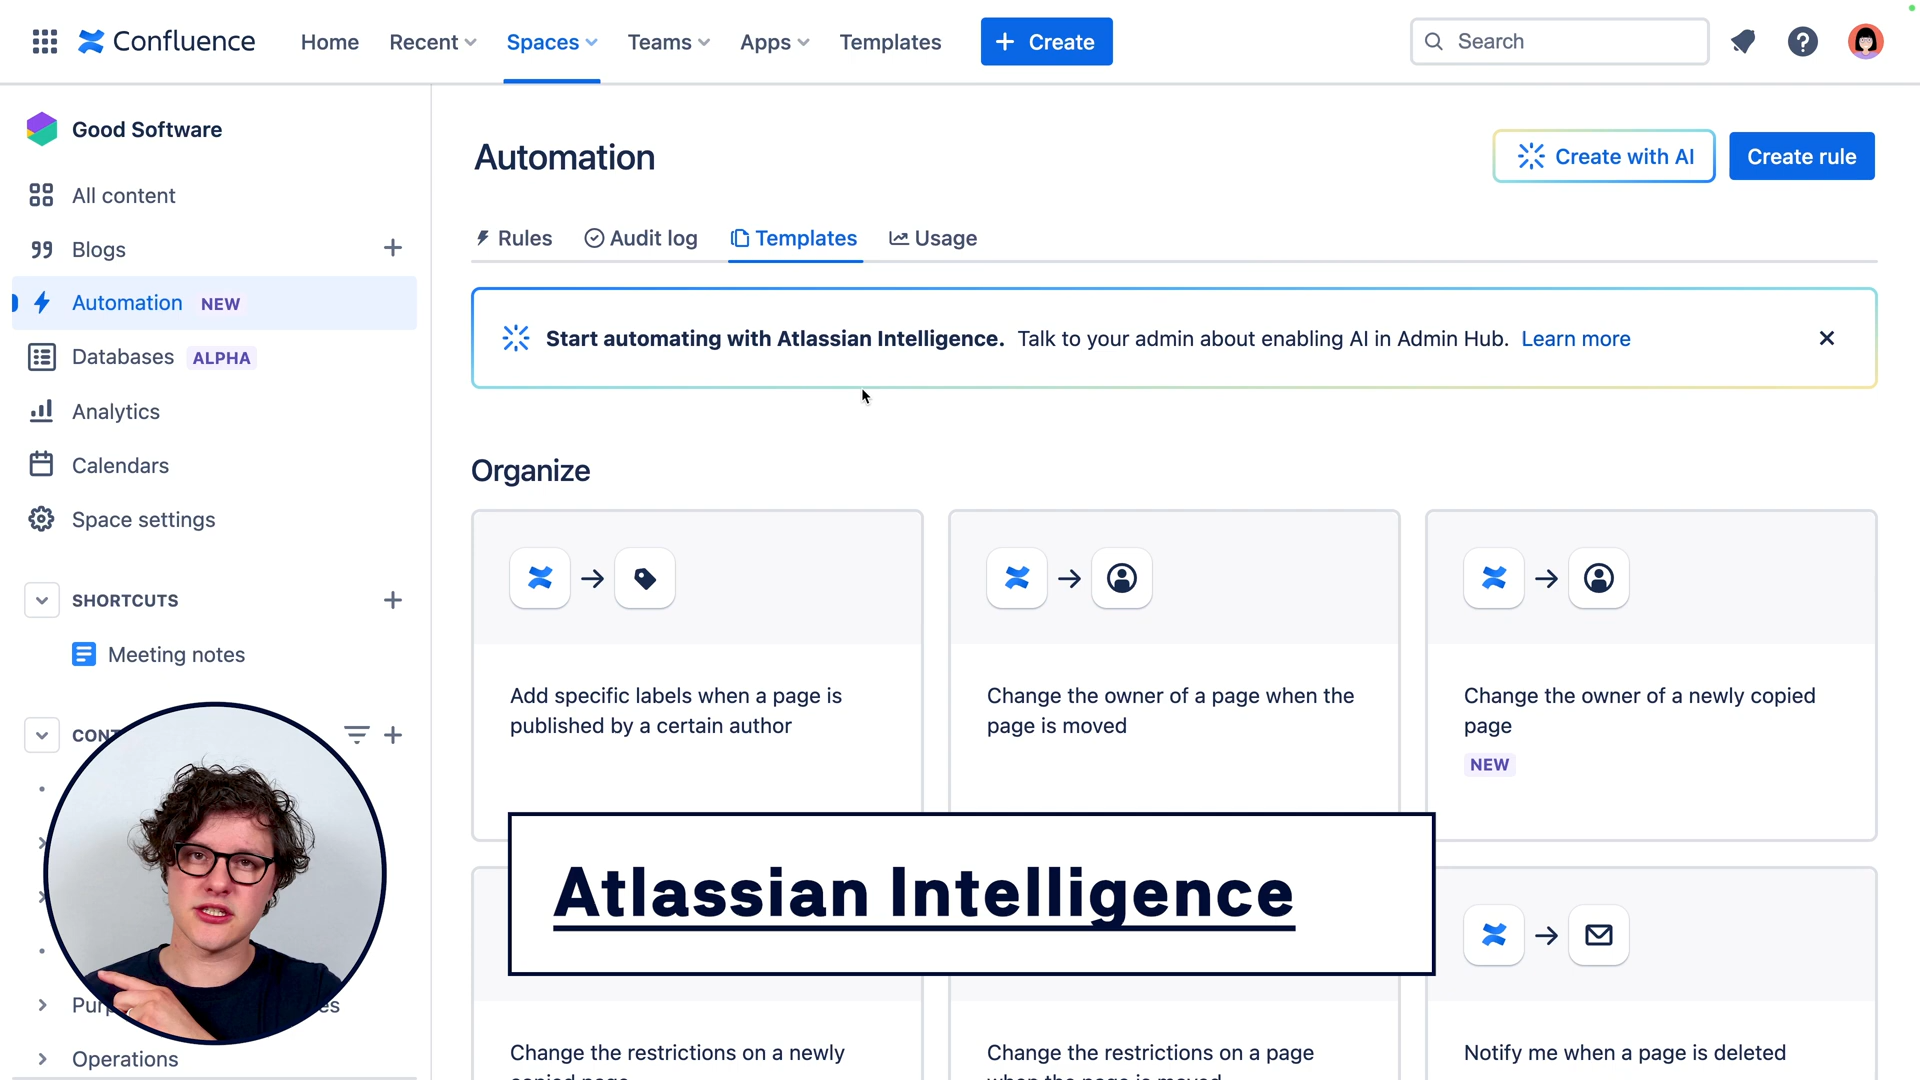 Confluence
Home
Recent
Spaces
Teams
Apps
Templates
+ Create
Search
Good Software
All content
Blogs
Automation NEW
Databases ALPHA
Analytics
Calendars
Space settings
SHORTCUTS
Meeting notes
Operations
Automation
Create with AI
Create rule
Rules
Audit log
Templates
Usage
Start automating with Atlassian Intelligence. Talk to your admin about enabling AI in Admin Hub. Learn more
Organize
Add specific labels when a page is
published by a certain author
Change the owner of a page when the
page is moved
Change the owner of a newly copied
page
NEW
Atlassian Intelligence
Change the restrictions on a newly
Change the restrictions on a page
Notify me when a page is deleted